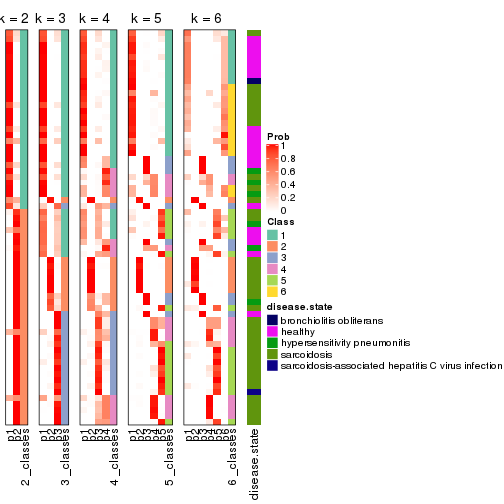 k = 2 k = 3 k = 4 k = 5 k = 6
Prob
1
0.8
0.6
0.4
0.2
0
Class
1
2
3
4
5
6
disease.state
bronchiolitis obliterans
healthy
hypersensitivity pneumonitis
sarcoidosis
sarcoidosis-associated hepatitis C virus infection
p1 p2 2_classes p1 p2 p3 3_classes p1 p2 p3 p4 4_classes p1 p2 p3 p4 p5 5_classes p1 p2 p3 p4 p5 p6 6_classes disease.state